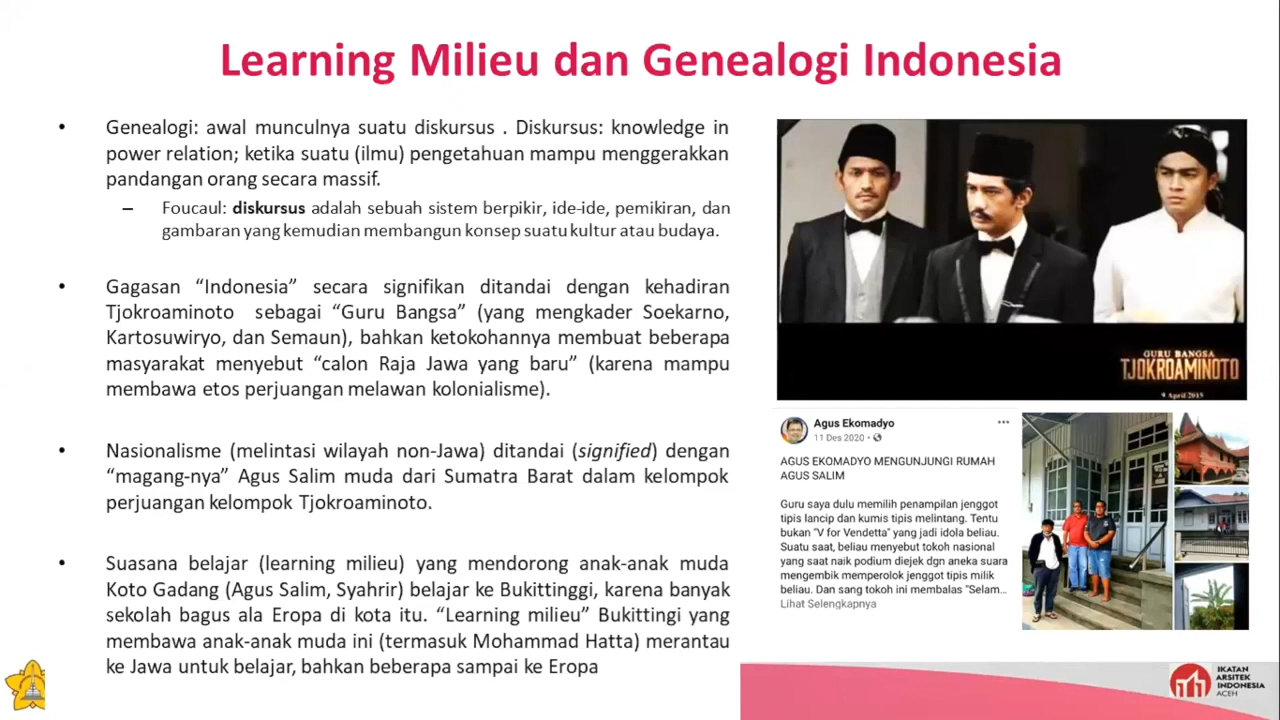 Learning Milieu dan Genealogi Indonesia
• Genealogi: awal munculnya suatu diskursus . Diskursus: knowledge in
power relation; ketika suatu (ilmu) pengetahuan mampu menggerakkan
pandangan orang secara massif.
– Foucaul: diskursus adalah sebuah sistem berpikir, ide-ide, pemikiran, dan
gambaran yang kemudian membangun konsep suatu kultur atau budaya.
• Gagasan “Indonesia” secara signifikan ditandai dengan kehadiran
Tjokroaminoto sebagai “Guru Bangsa” (yang mengkader Soekarno,
Kartosuwiryo, dan Semaun), bahkan ketokohannya membuat beberapa
masyarakat menyebut “calon Raja Jawa yang baru” (karena mampu
membawa etos perjuangan melawan kolonialisme).
• Nasionalisme (melintasi wilayah non-Jawa) ditandai (signified) dengan
“magang-nya” Agus Salim muda dari Sumatra Barat dalam kelompok
perjuangan kelompok Tjokroaminoto.
• Suasana belajar (learning milieu) yang mendorong anak-anak muda
Koto Gadang (Agus Salim, Syahrir) belajar ke Bukittinggi, karena banyak
sekolah bagus ala Eropa di kota itu. “Learning milieu” Bukittingi yang
membawa anak-anak muda ini (termasuk Mohammad Hatta) merantau
ke Jawa untuk belajar, bahkan beberapa sampai ke Eropa
GURU BANGSA
TJOKROAMINOTO
9 April 2015
Agus Ekomadyo
11 Des 2020 •
AGUS EKOMADYO MENGUNJUNGI RUMAH
AGUS SALIM
Guru saya dulu memilih penampilan jenggot
tipis lancip dan kumis tipis melintang. Tentu
bukan "V for Vendetta" yang jadi idola beliau.
Suatu saat, beliau menyebut tokoh nasional
yang saat naik podium diejek dgn aneka suara
mengembik memperolok jenggot tipis milik
beliau. Dan sang tokoh ini membalas "Selam...
Lihat Selengkapnya
IKATAN
ARSITEK
INDONESIA
ACEH